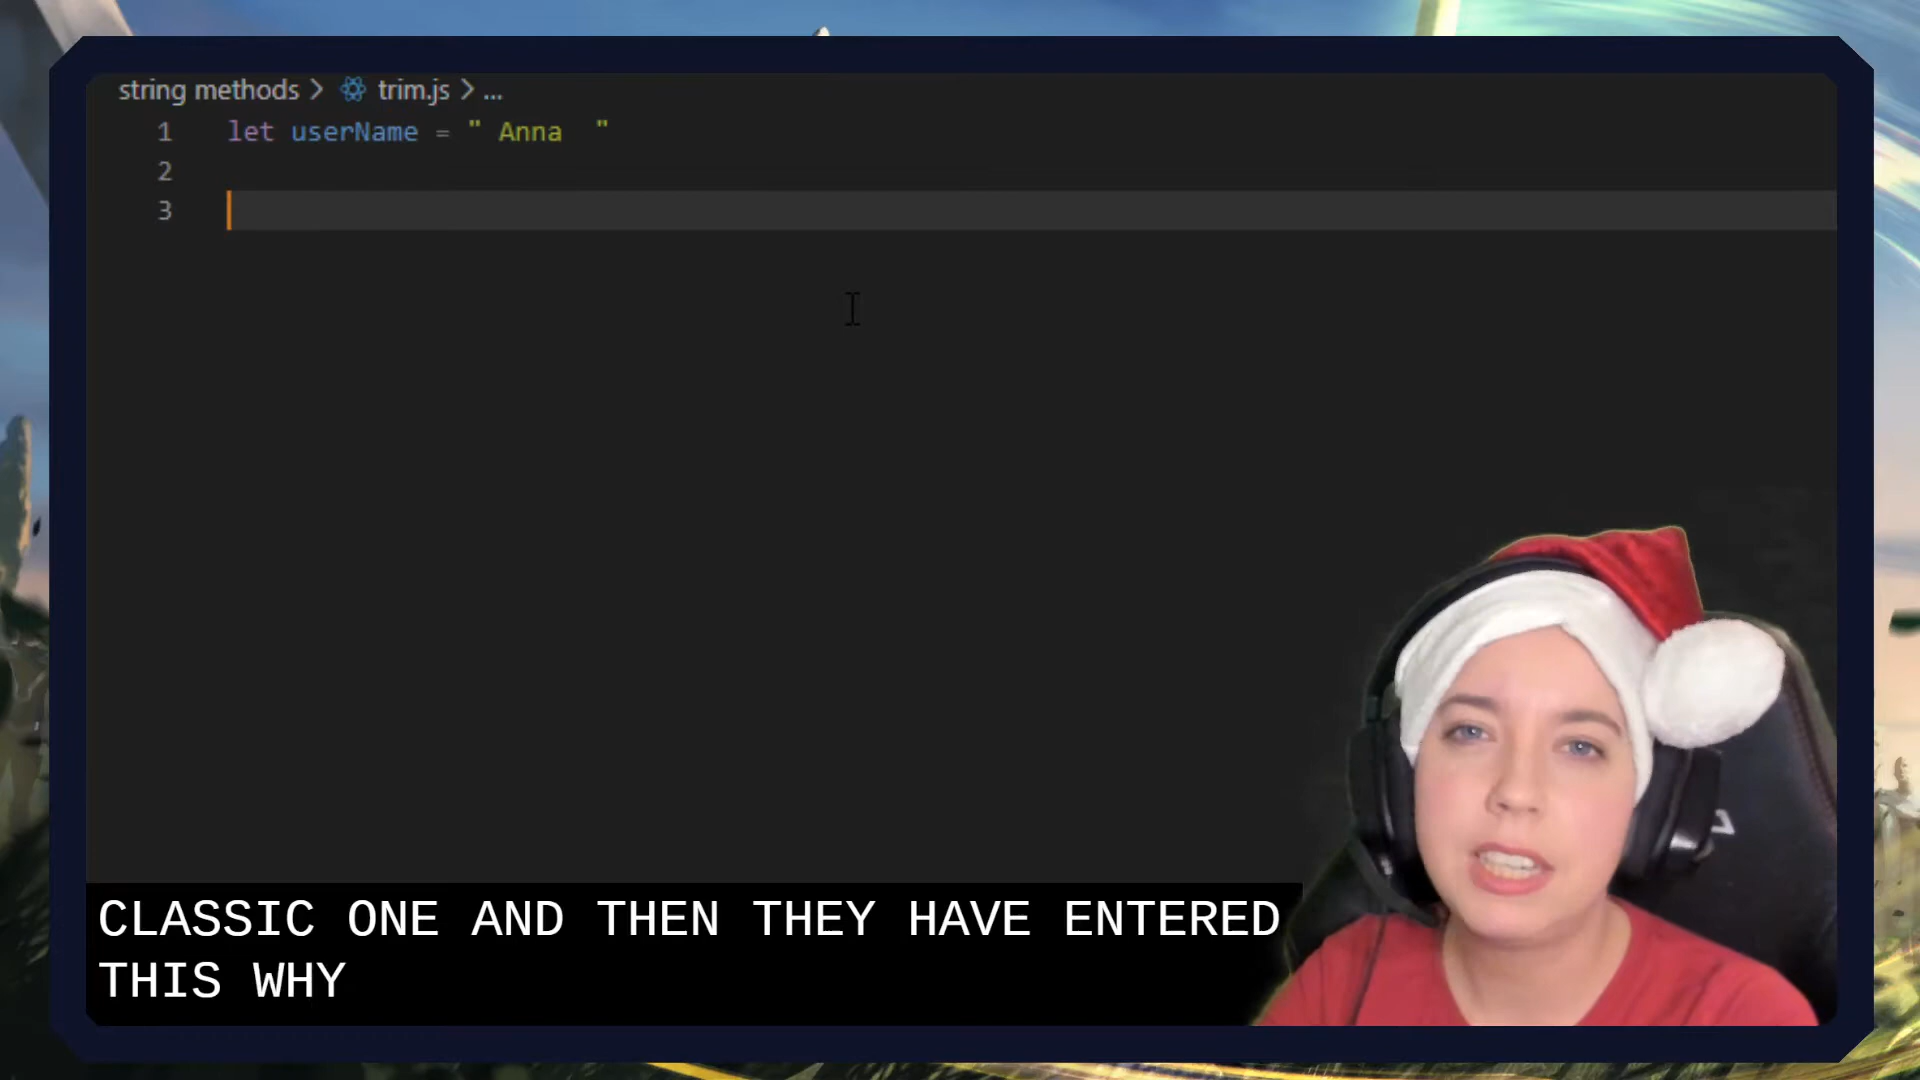 string methods > trim.js > ...
1 let userName = " Anna  "
2
3
CLASSIC ONE AND THEN THEY HAVE ENTERED
THIS WHY